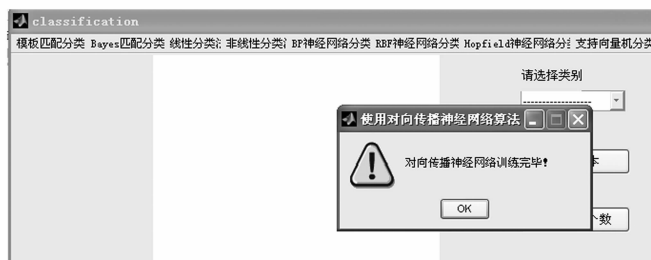 classification
模板匹配分类 Bayes匹配分类 线性分类 非线性分类 BP神经网络分类 RBF神经网络分类 Hopfield神经网络分 支持向量机分类
请选择类别
-----------------
使用对向传播神经网络算法
对向传播神经网络训练完毕!
本
OK
个数